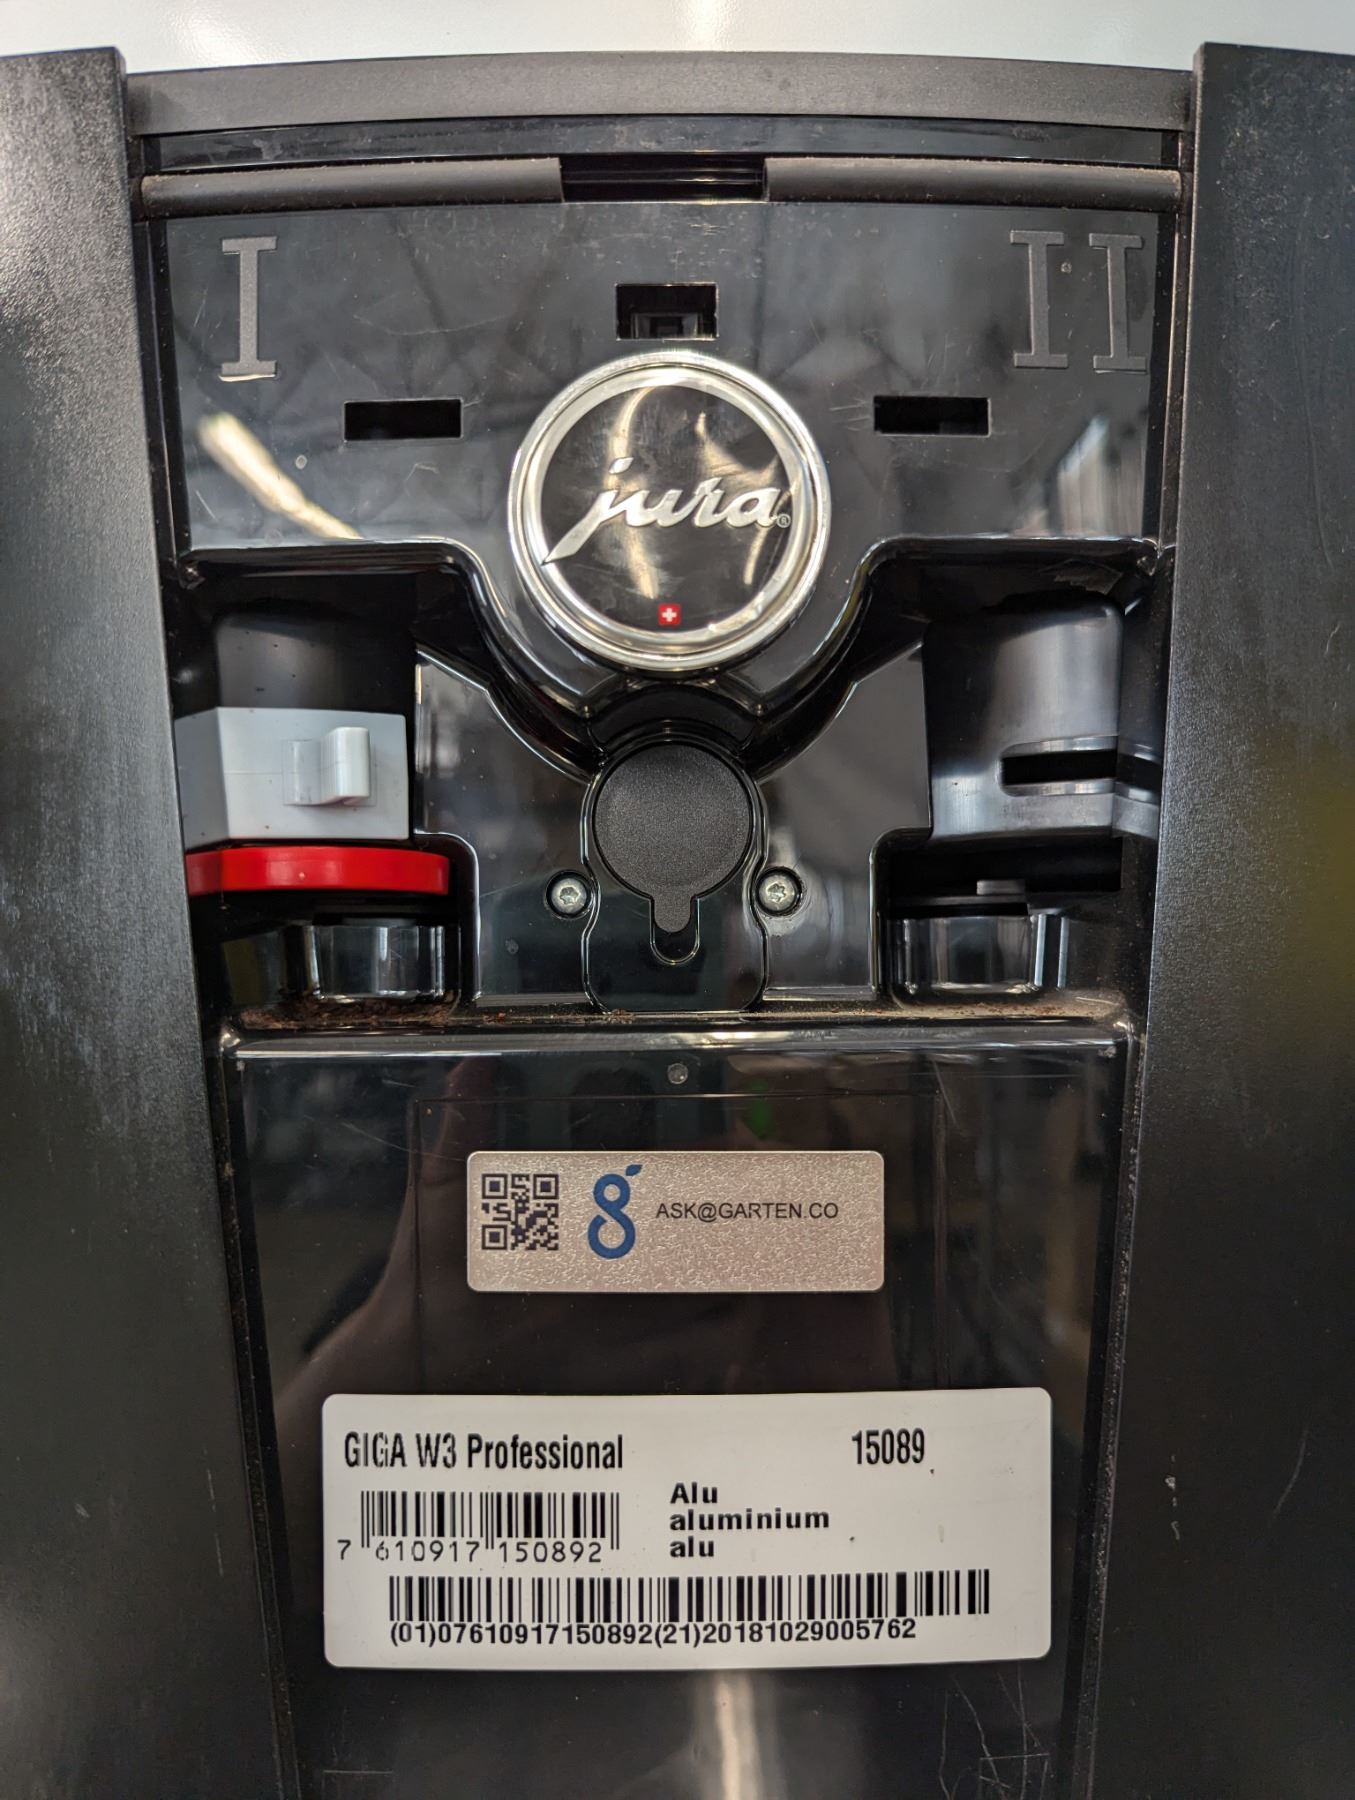 I II
jura®
ASK@GARTEN.CO
GIGA W3 Professional 15089
Alu
aluminium
alu
7 610917 150892
(01)07610917150892(21)20181029005762